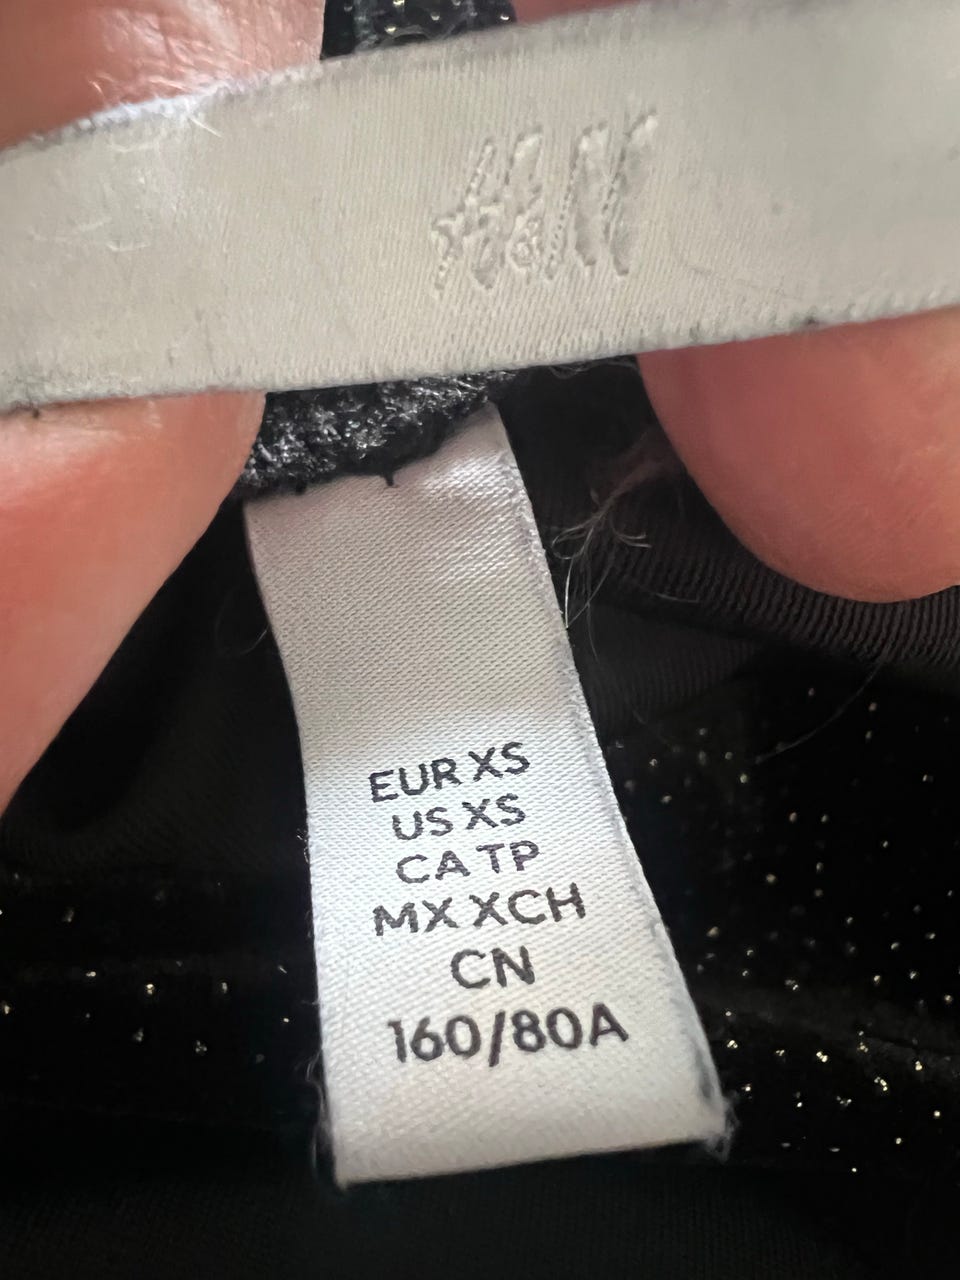 H&M
EUR XS
US XS
CA TP
MX XCH
CN
160/80A